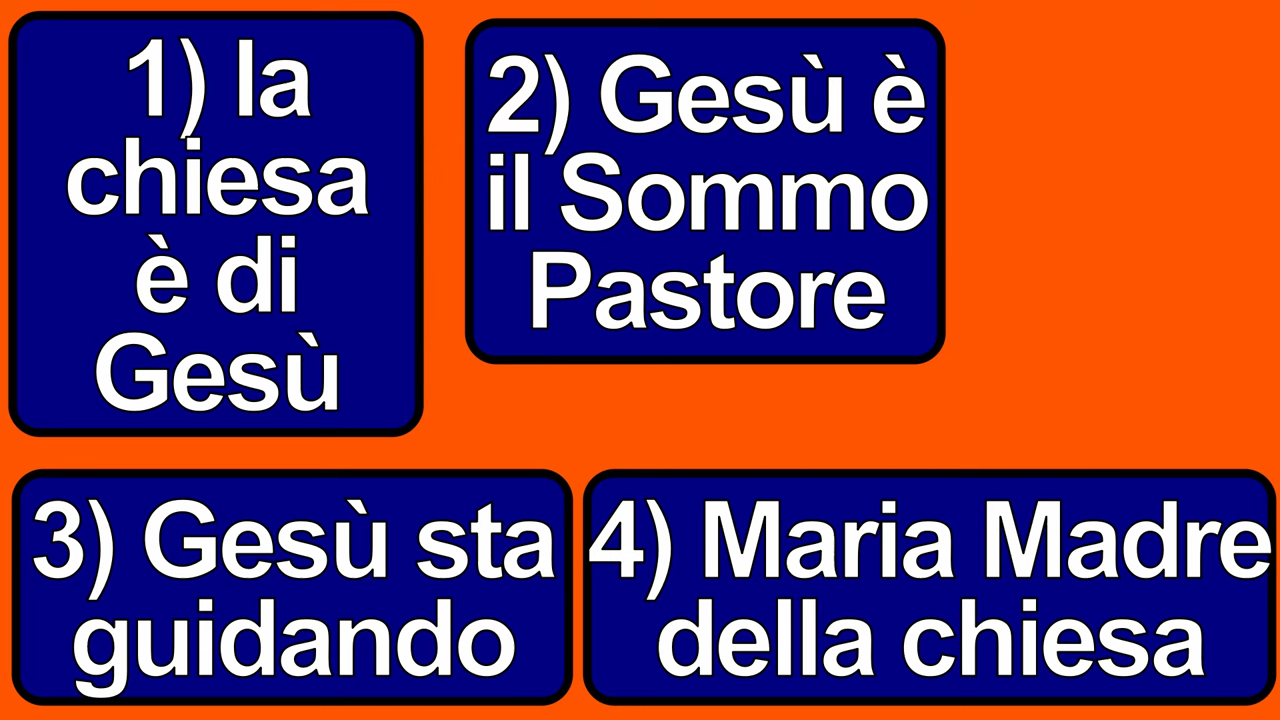 1) la
chiesa
è di
Gesù
2) Gesù è
il Sommo
Pastore
3) Gesù sta
guidando
4) Maria Madre
della chiesa